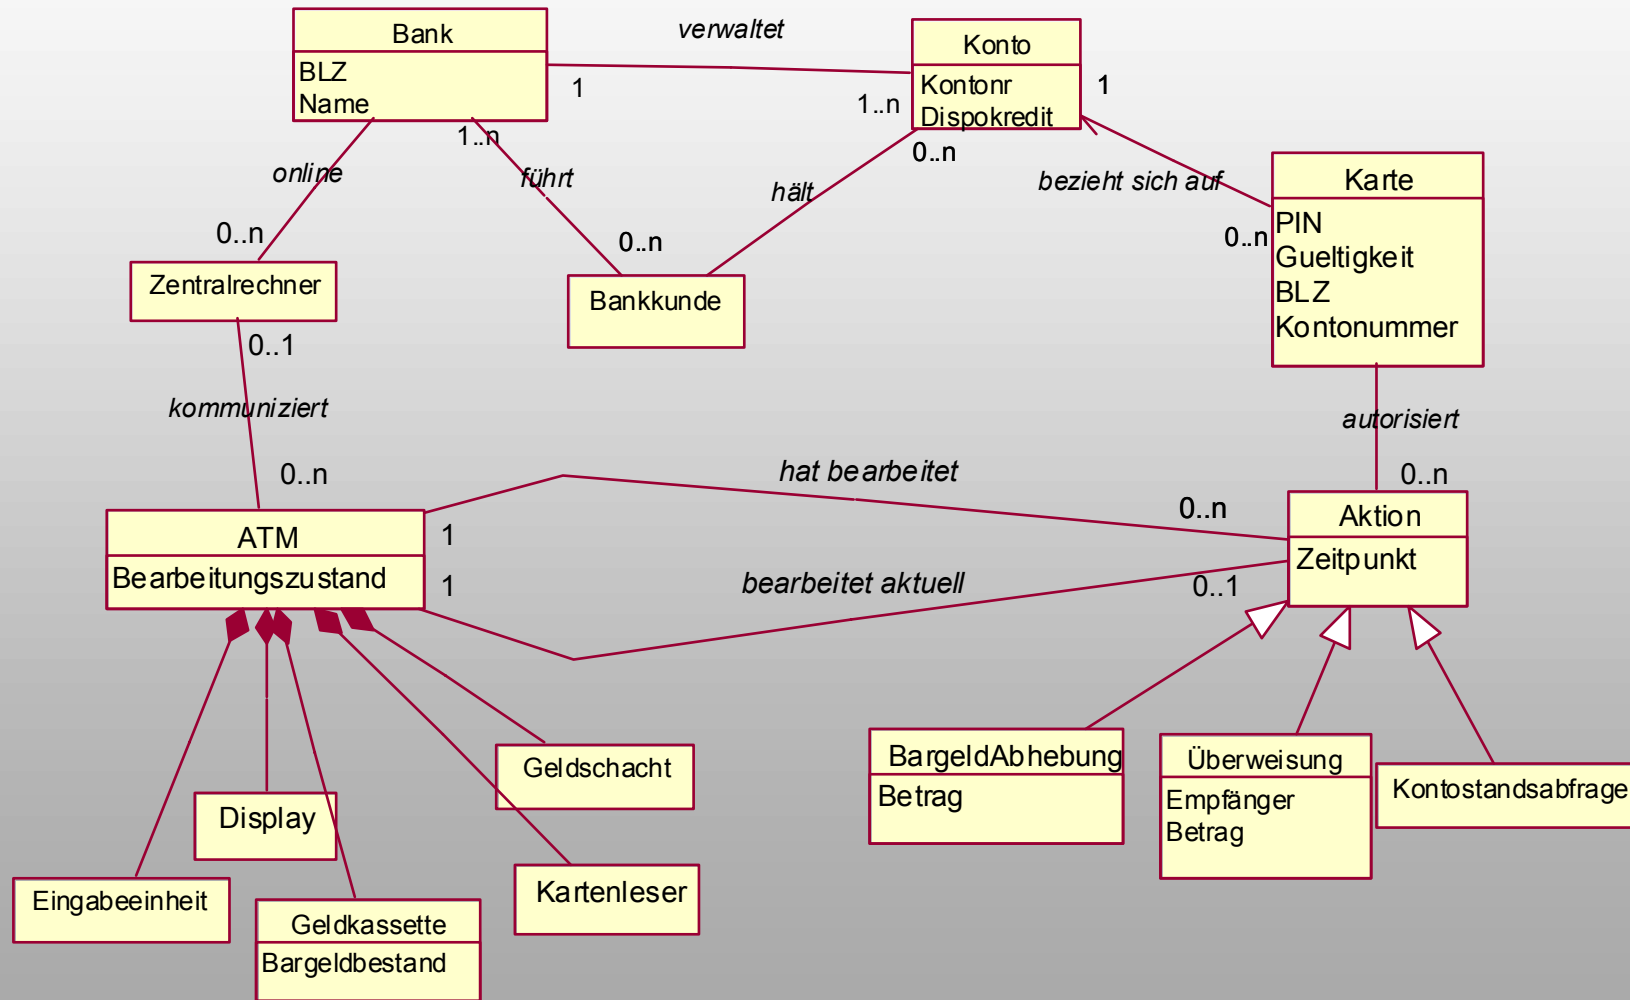 Bank
BLZ
Name
verwaltet
1
1..n
Konto
Kontonr
Dispokredit
1
1..n
0..n
online
führt
hält
bezieht sich auf
Karte
PIN
Gueltigkeit
BLZ
Kontonummer
0..n
0..n
0..n
Zentralrechner
Bankkunde
0..1
kommuniziert
autorisiert
0..n
hat bearbeitet
0..n
0..n
ATM
Bearbeitungszustand
1
1
bearbeitet aktuell
0..1
Aktion
Zeitpunkt
Geldschacht
Display
Kartenleser
Eingabeeinheit
Geldkassette
Bargeldbestand
BargeldAbhebung
Betrag
Überweisung
Empfänger
Betrag
Kontostandsabfrage